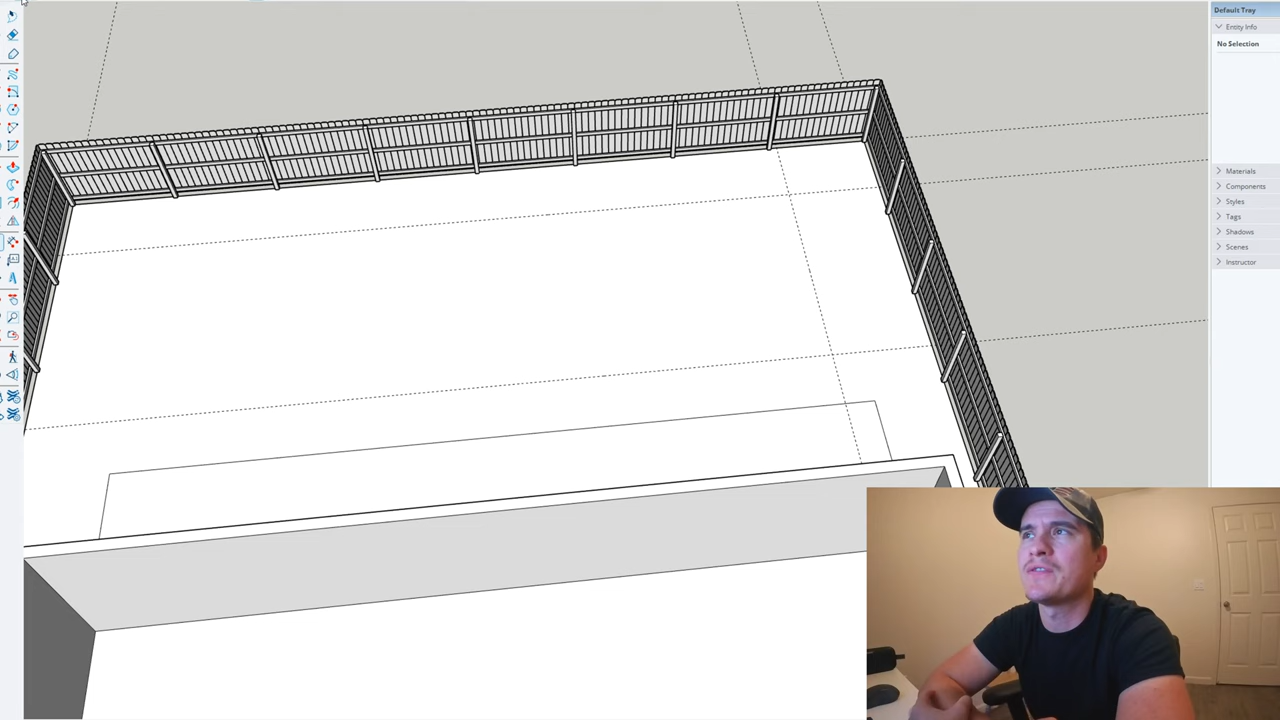 Default Tray
Entity Info
No Selection
Materials
Components
Styles
Tags
Shadows
Scenes
Instructor